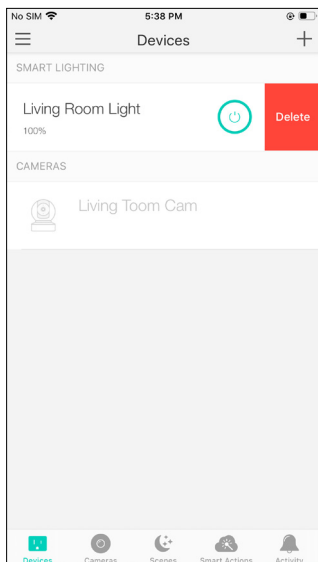 No SIM 5:38 PM
Devices
SMART LIGHTING
Living Room Light
100%
Delete
CAMERAS
Living Toom Cam
Devices Cameras Scenes Smart Actions Activity